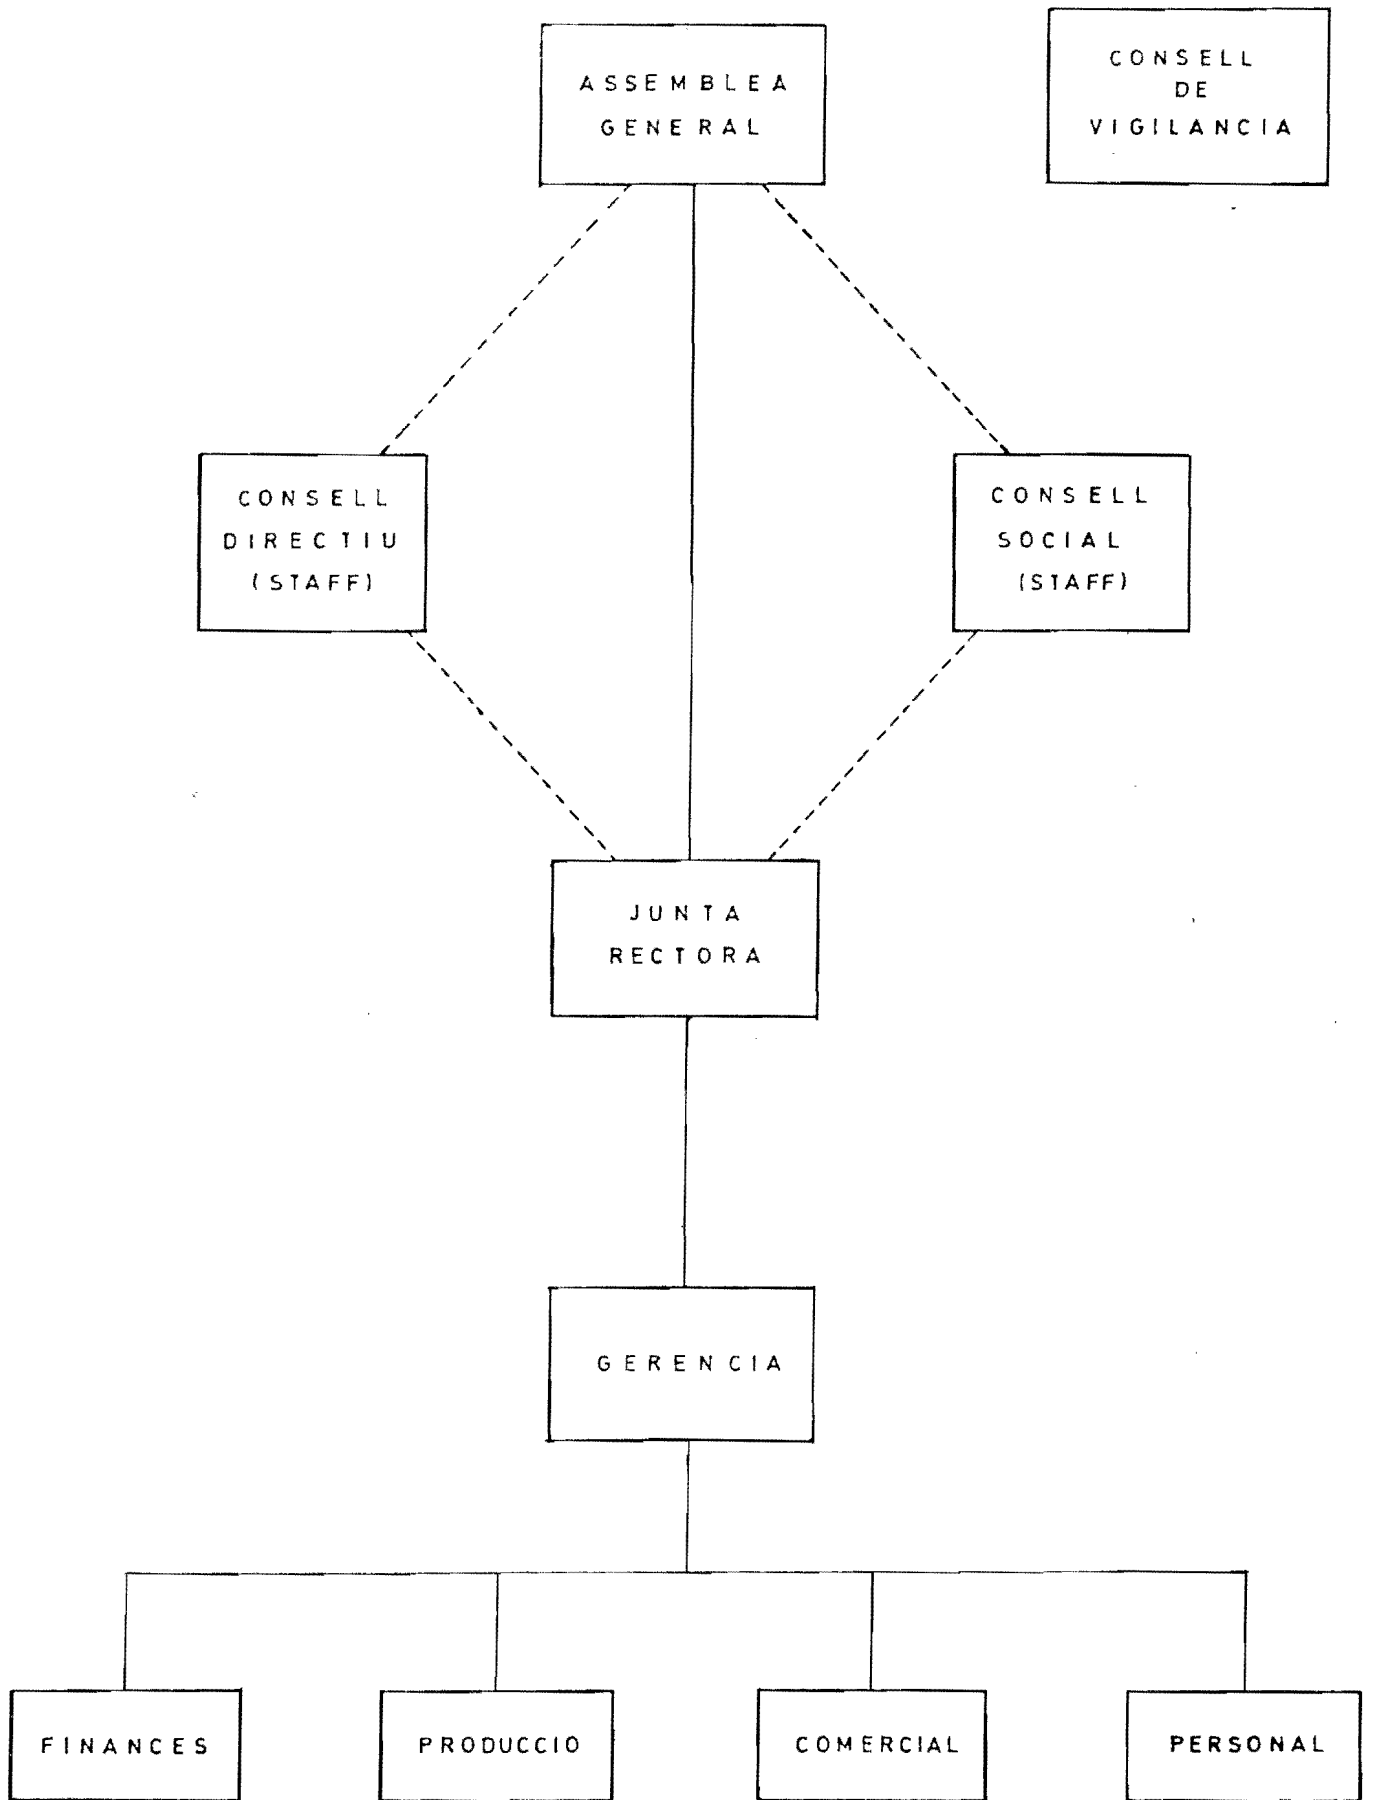 ASSEMBLEA
GENERAL
CONSELL
DE
VIGILANCIA
CONSELL
DIRECTIU
(STAFF)
CONSELL
SOCIAL
(STAFF)
JUNTA
RECTORA
GERENCIA
FINANCES
PRODUCCIO
COMERCIAL
PERSONAL